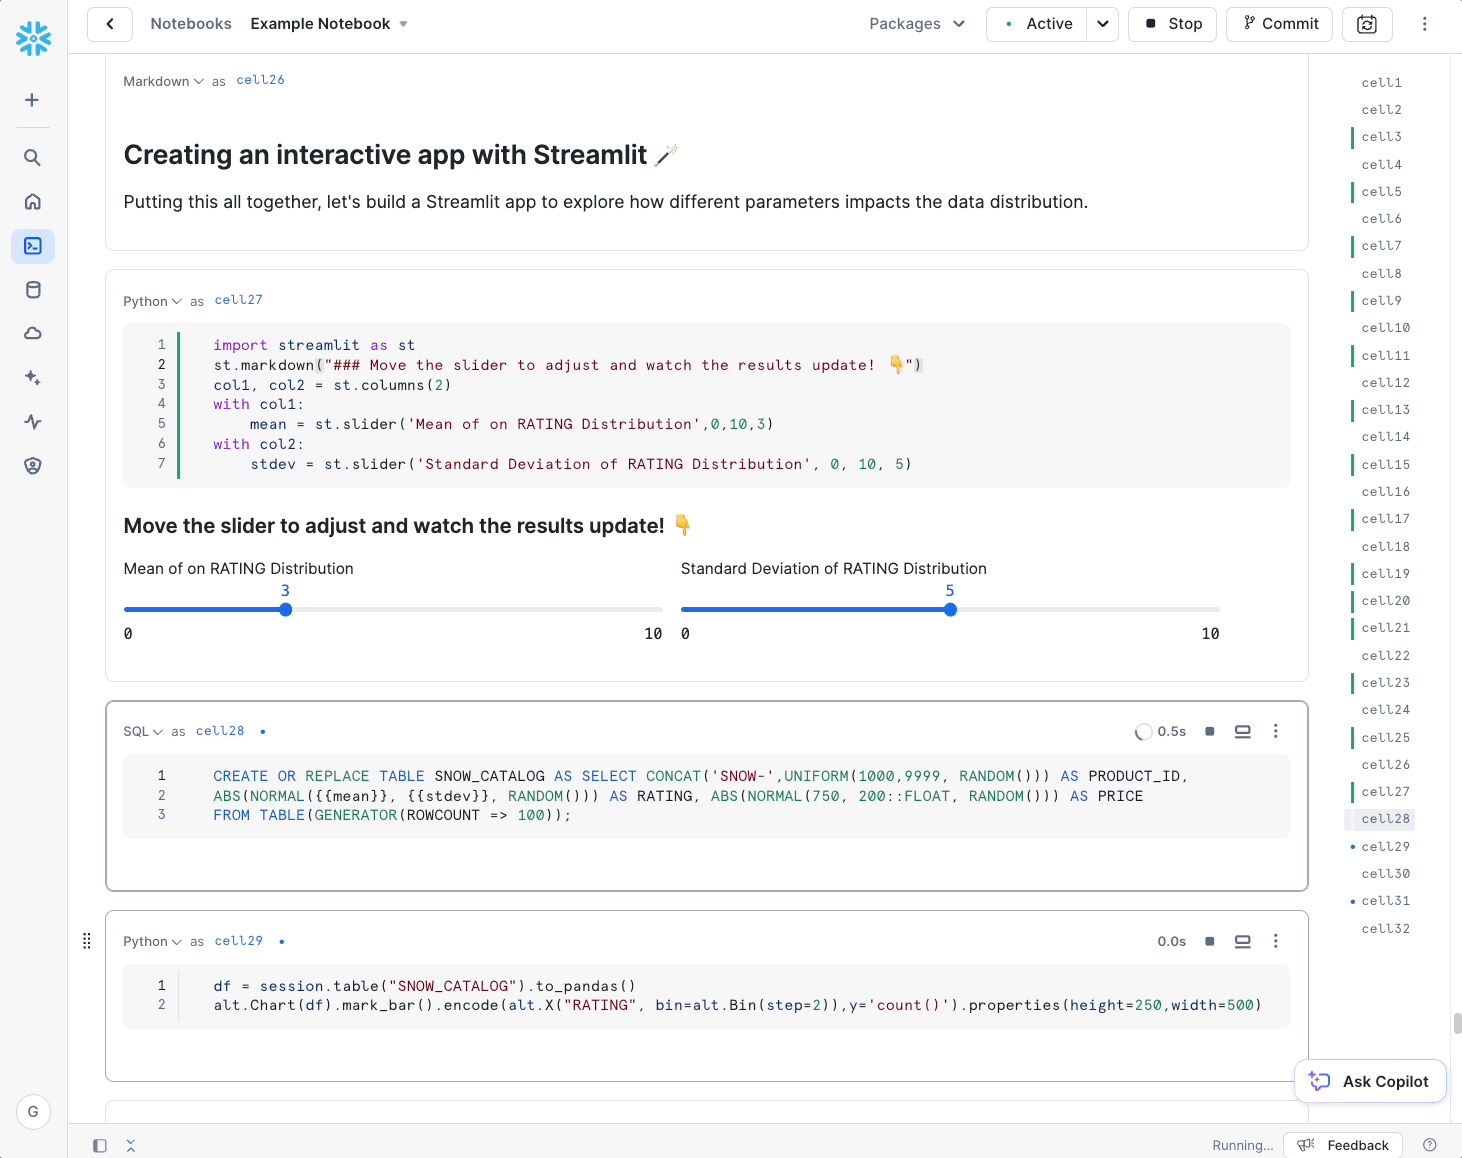 Notebooks Example Notebook Packages Active Stop Commit
Markdown as cell26
Creating an interactive app with Streamlit 🪄
Putting this all together, let's build a Streamlit app to explore how different parameters impacts the data distribution.
Python as cell27
1 import streamlit as st
2 st.markdown("### Move the slider to adjust and watch the results update! 👇")
3 col1, col2 = st.columns(2)
4 with col1:
5 mean = st.slider('Mean of on RATING Distribution',0,10,3)
6 with col2:
7 stdev = st.slider('Standard Deviation of RATING Distribution', 0, 10, 5)
Move the slider to adjust and watch the results update! 👇
Mean of on RATING Distribution
3
0 10
Standard Deviation of RATING Distribution
5
0 10
SQL as cell28 0.5s
1 CREATE OR REPLACE TABLE SNOW_CATALOG AS SELECT CONCAT('SNOW-',UNIFORM(1000,9999, RANDOM())) AS PRODUCT_ID,
2 ABS(NORMAL({{mean}}, {{stdev}}, RANDOM())) AS RATING, ABS(NORMAL(750, 200::FLOAT, RANDOM())) AS PRICE
3 FROM TABLE(GENERATOR(ROWCOUNT => 100));
Python as cell29 0.0s
1 df = session.table("SNOW_CATALOG").to_pandas()
2 alt.Chart(df).mark_bar().encode(alt.X("RATING", bin=alt.Bin(step=2)),y='count()').properties(height=250,width=500)
cell1
cell2
cell3
cell4
cell5
cell6
cell7
cell8
cell9
cell10
cell11
cell12
cell13
cell14
cell15
cell16
cell17
cell18
cell19
cell20
cell21
cell22
cell23
cell24
cell25
cell26
cell27
cell28
cell29
cell30
cell31
cell32
Ask Copilot
G
Running... Feedback